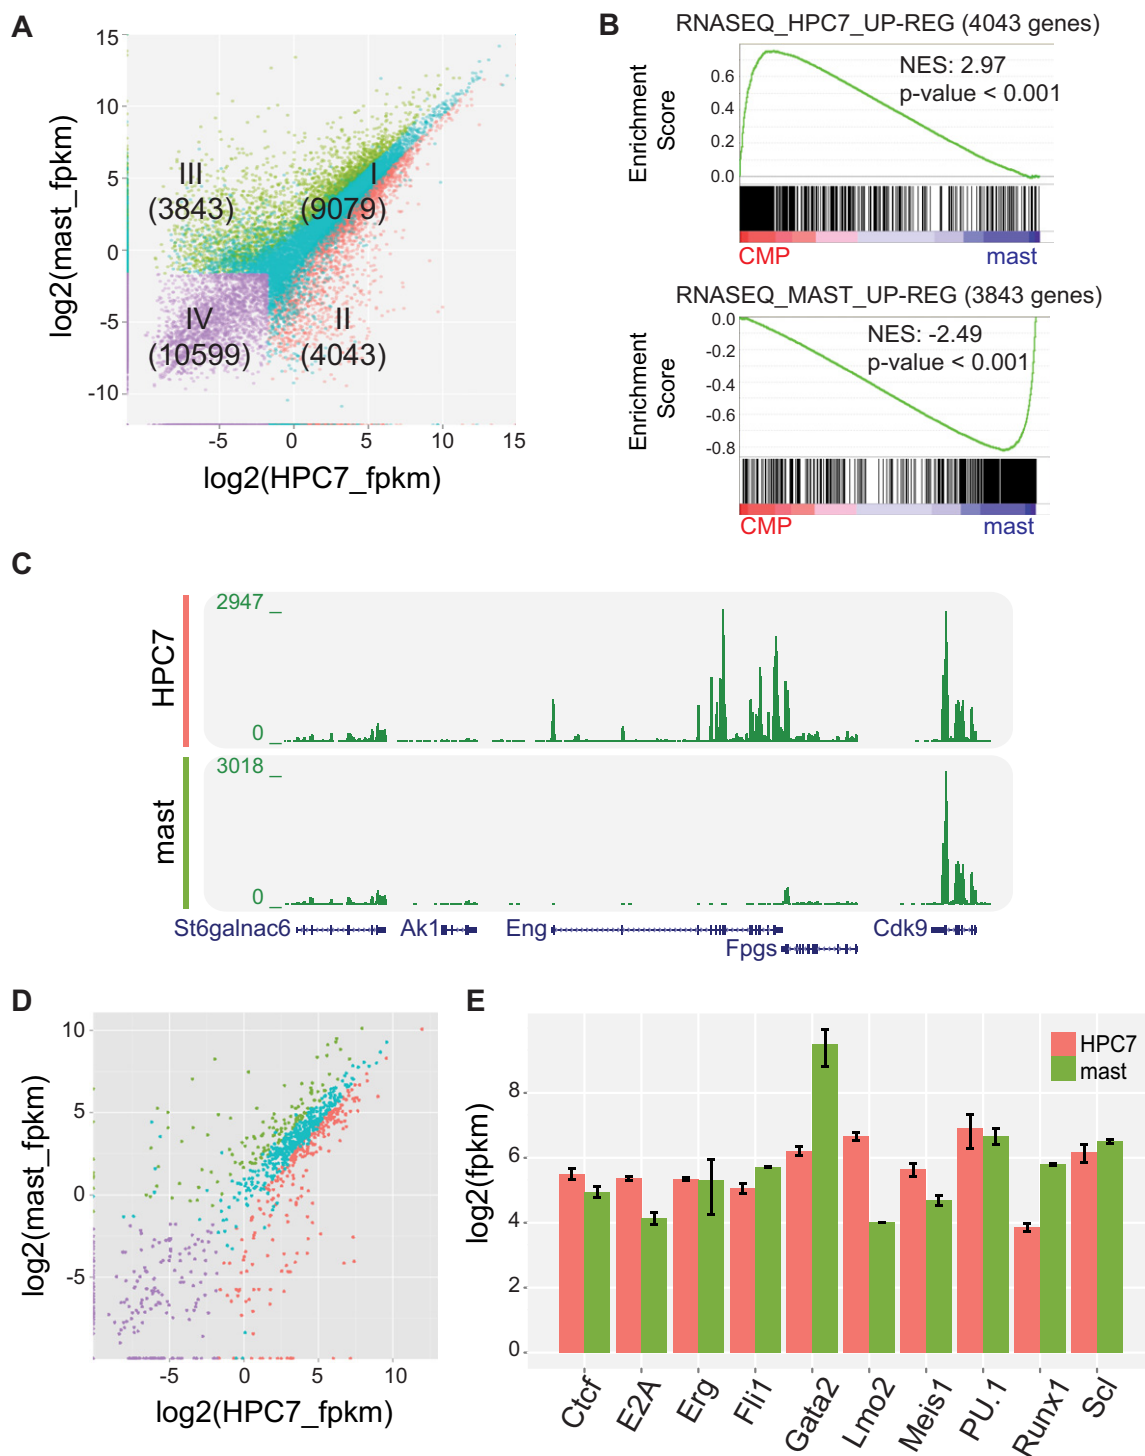 A
15
10
5
0
-5
-10
log2(mast_fpkm)
III
(3843)
I
(9079)
IV
(10599)
II
(4043)
-5
0
5
10
15
log2(HPC7_fpkm)
B
RNASEQ_HPC7_UP-REG (4043 genes)
Enrichment
Score
0.6
0.4
0.2
0.0
NES: 2.97
p-value < 0.001
CMP
mast
RNASEQ_MAST_UP-REG (3843 genes)
Enrichment
Score
0.0
-0.2
-0.4
-0.6
-0.8
NES: -2.49
p-value < 0.001
CMP
mast
C
HPC7
2947 _
0 _
mast
3018 _
0 _
St6galnac6
Ak1
Eng
Fpgs
Cdk9
D
10
5
0
-5
log2(mast_fpkm)
-5
0
5
10
log2(HPC7_fpkm)
E
HPC7
mast
log2(fpkm)
8
6
4
2
0
Ctcf
E2A
Erg
Fli1
Gata2
Lmo2
Meis1
PU.1
Runx1
Scl